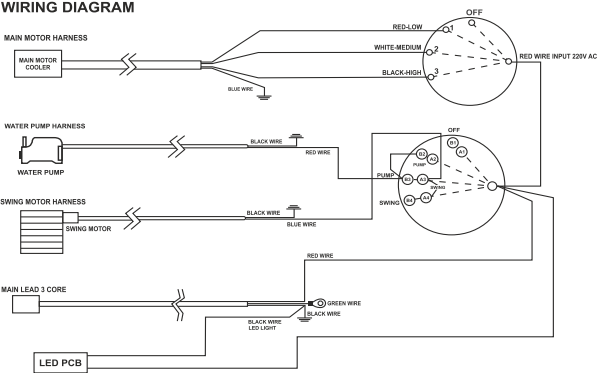 WIRING DIAGRAM
OFF
RED-LOW
1
MAIN MOTOR HARNESS
WHITE-MEDIUM
2
RED WIRE INPUT 220V AC
MAIN MOTOR
COOLER
BLACK-HIGH
3
BLUE WIRE
WATER PUMP HARNESS
OFF
BLACK WIRE
B1
A1
RED WIRE
B2
A2
PUMP
WATER PUMP
PUMP
B3
A3
SWING
SWING MOTOR HARNESS
B4
A4
SWING
BLACK WIRE
SWING MOTOR
BLUE WIRE
RED WIRE
MAIN LEAD 3 CORE
GREEN WIRE
BLACK WIRE
BLACK WIRE
LED LIGHT
LED PCB